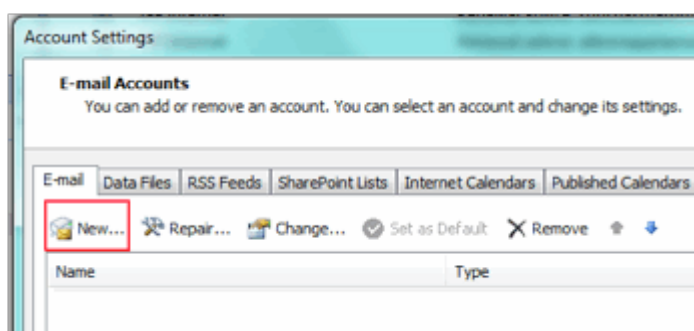 Account Settings
E-mail Accounts
You can add or remove an account. You can select an account and change its settings.
E-mail Data Files RSS Feeds SharePoint Lists Internet Calendars Published Calendars
New... Repair... Change... Set as Default Remove
Name Type